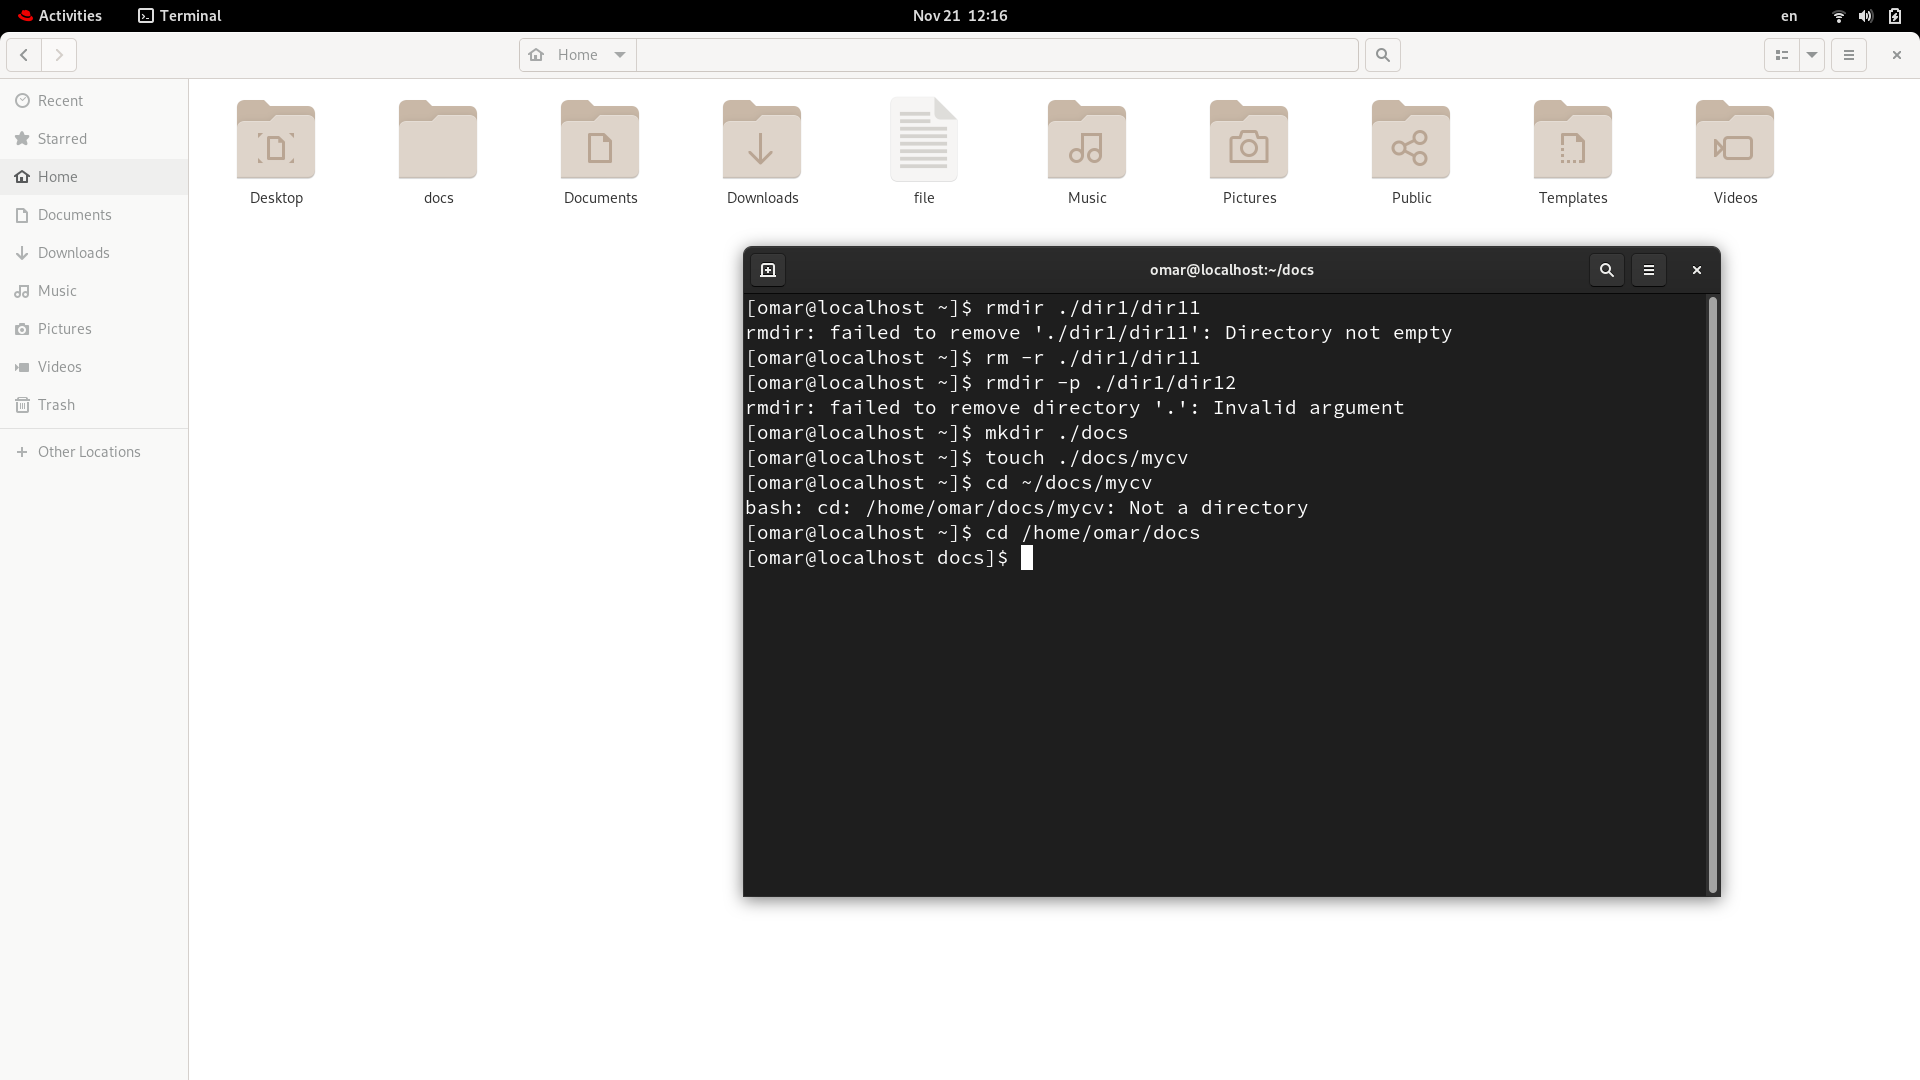 Activities
Terminal
Nov 21 12:16
en
Home
Recent
Starred
Home
Documents
Downloads
Music
Pictures
Videos
Trash
Other Locations
Desktop
docs
Documents
Downloads
file
Music
Pictures
Public
Templates
Videos
omar@localhost:~/docs
[omar@localhost ~]$ rmdir ./dir1/dir11
rmdir: failed to remove './dir1/dir11': Directory not empty
[omar@localhost ~]$ rm -r ./dir1/dir11
[omar@localhost ~]$ rmdir -p ./dir1/dir12
rmdir: failed to remove directory '.': Invalid argument
[omar@localhost ~]$ mkdir ./docs
[omar@localhost ~]$ touch ./docs/mycv
[omar@localhost ~]$ cd ~/docs/mycv
bash: cd: /home/omar/docs/mycv: Not a directory
[omar@localhost ~]$ cd /home/omar/docs
[omar@localhost docs]$